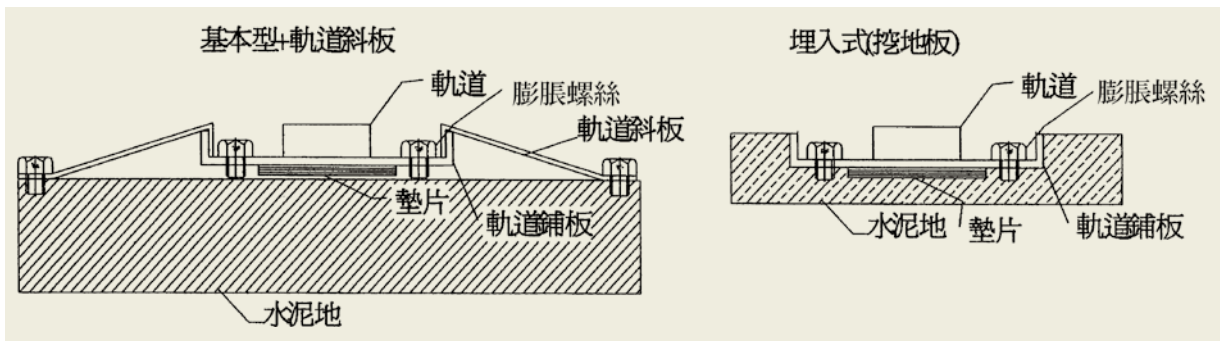 基本型+軌道斜板
軌道
膨脹螺絲
軌道斜板
墊片
軌道鋪板
水泥地
埋入式(挖地板)
軌道
膨脹螺絲
水泥地
墊片
軌道鋪板